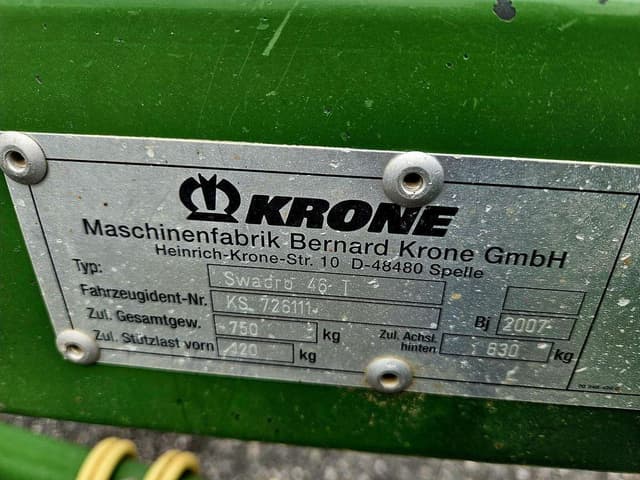 KRONE
Maschinenfabrik Bernard Krone GmbH
Heinrich-Krone-Str. 10 D-48480 Spelle
Typ: Swadro 46 T
Fahrzeugident-Nr. KS 726111
Zul. Gesamtgew. 750 kg Bj 2007
Zul. Stützlast vorn 120 kg Zul. Achsl. hinten 630 kg